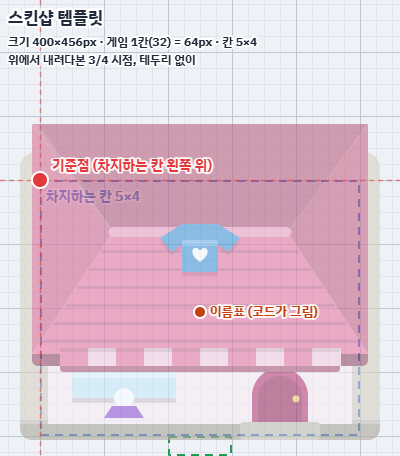 스킨샵 템플릿
크기 400×456px · 게임 1칸(32) = 64px · 칸 5×4
위에서 내려다본 3/4 시점, 테두리 없이
기준점 (차지하는 칸 왼쪽 위)
차지하는 칸 5×4
이름표 (코드가 그림)